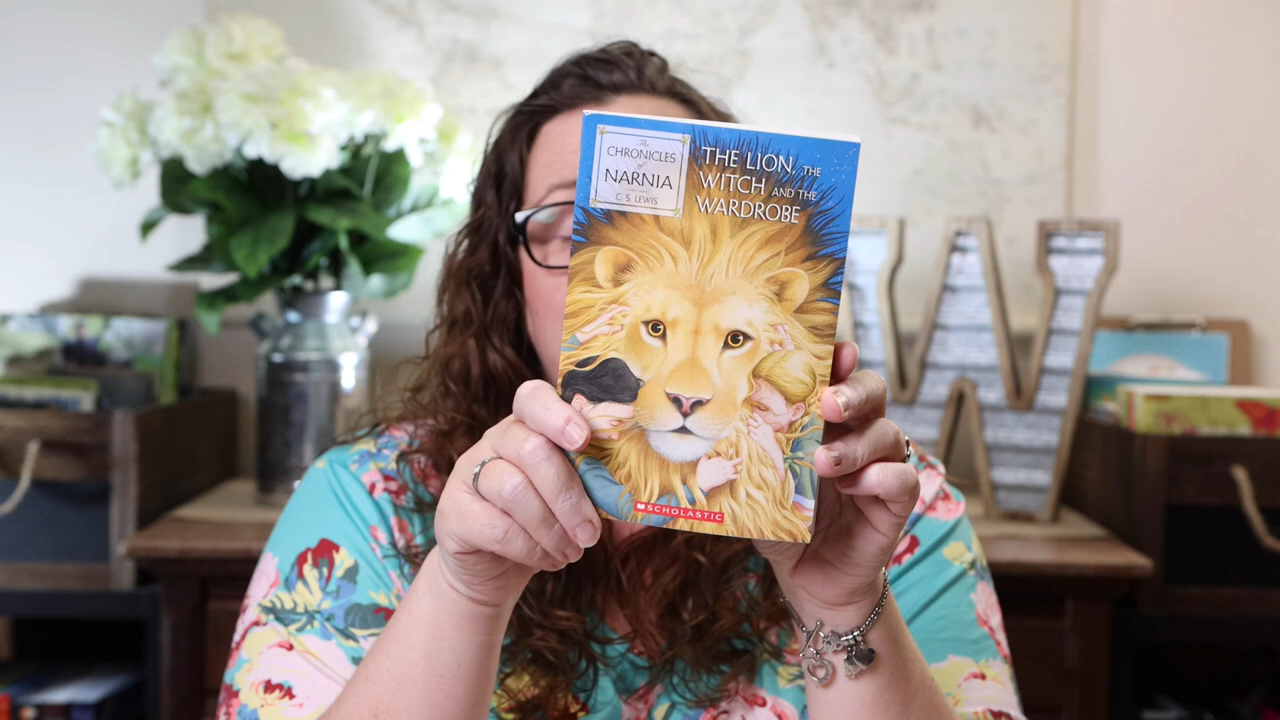 The
CHRONICLES
of
NARNIA
C. S. LEWIS
THE LION, THE
WITCH AND THE
WARDROBE
SCHOLASTIC
W